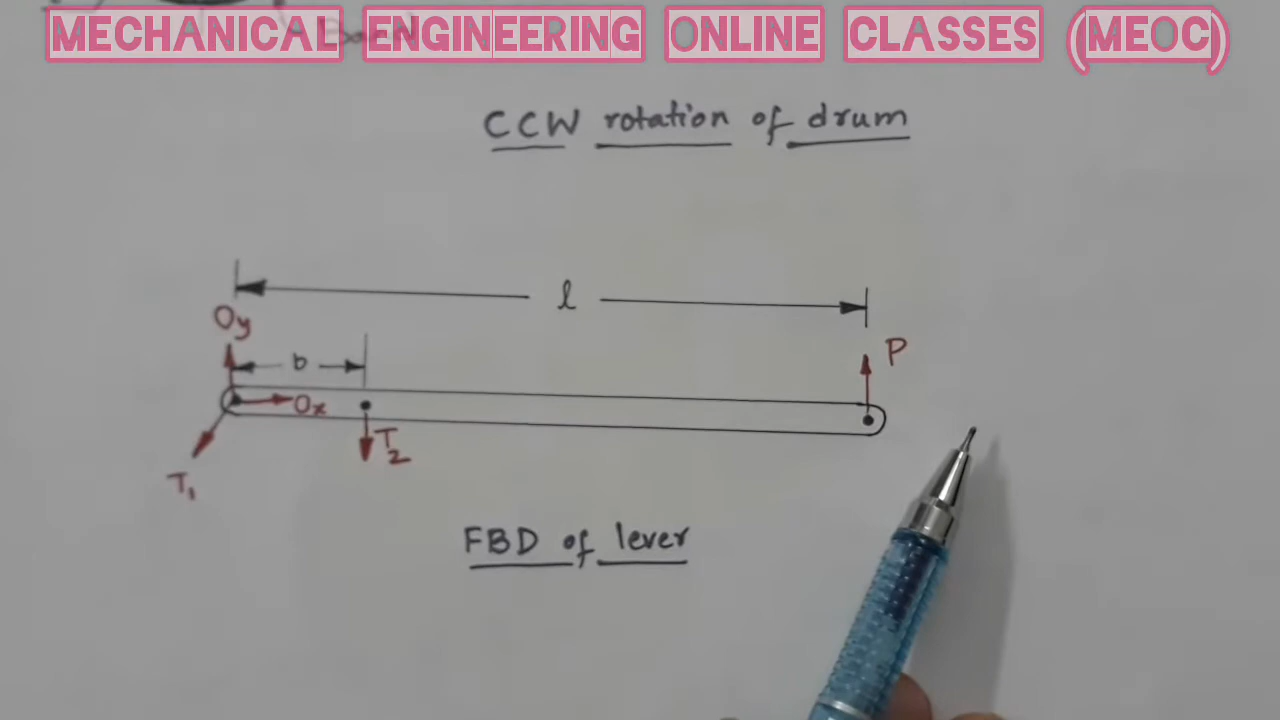 MECHANICAL ENGINEERING ONLINE CLASSES (MEOC)
CCW rotation of drum
l
Oy
b
P
Ox
T2
T1
FBD of lever